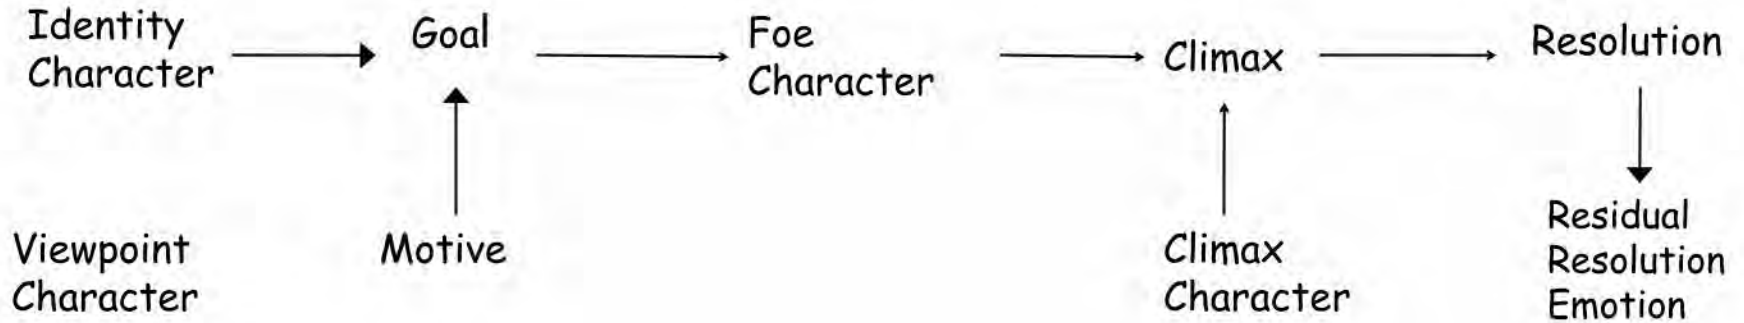 Identity
Character
Goal
Foe
Character
Climax
Resolution
Viewpoint
Character
Motive
Climax
Character
Residual
Resolution
Emotion